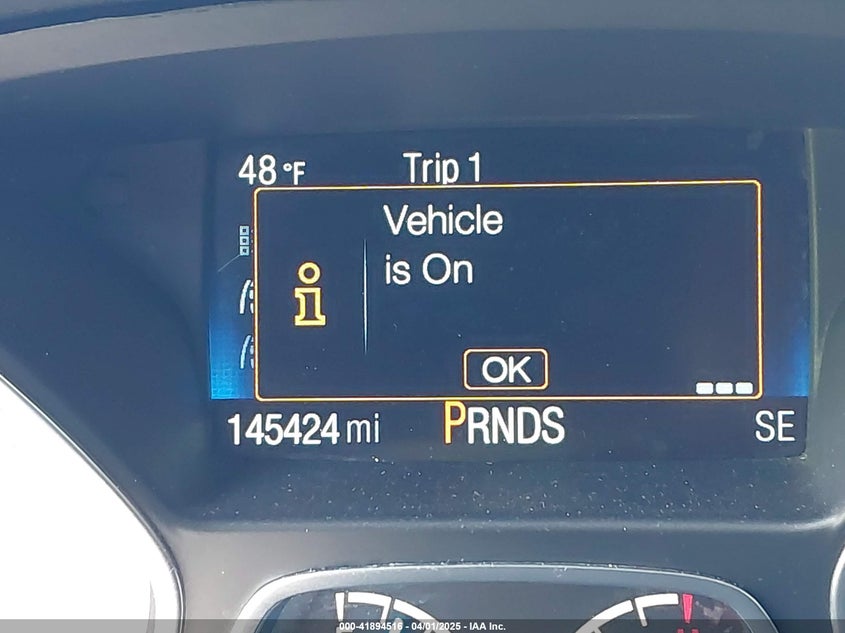 48 °F Trip 1
Vehicle
is On
OK
145424 mi PRNDS SE
000-41894516 - 04/01/2025 - IAA Inc.